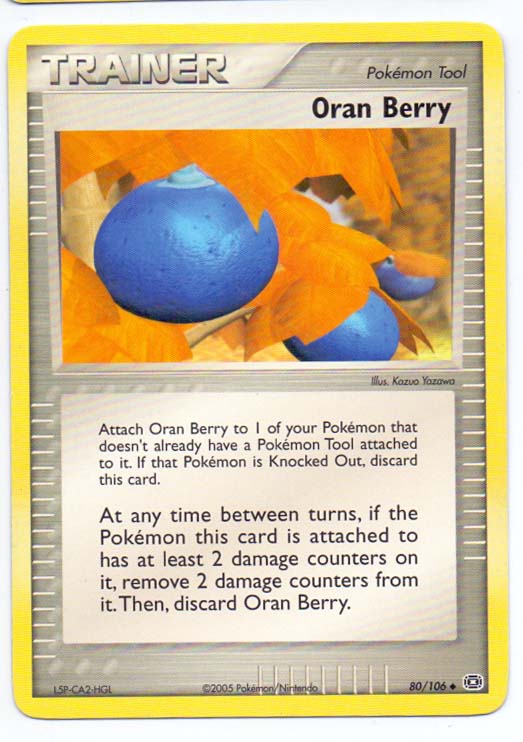 TRAINER
Pokémon Tool
Oran Berry
Illus. Kazuo Yazawa
Attach Oran Berry to 1 of your Pokémon that
doesn't already have a Pokémon Tool attached
to it. If that Pokémon is Knocked Out, discard
this card.
At any time between turns, if the
Pokémon this card is attached to
has at least 2 damage counters on
it, remove 2 damage counters from
it. Then, discard Oran Berry.
L5P-CA2-HGL
©2005 Pokémon/Nintendo
80/106 ◆